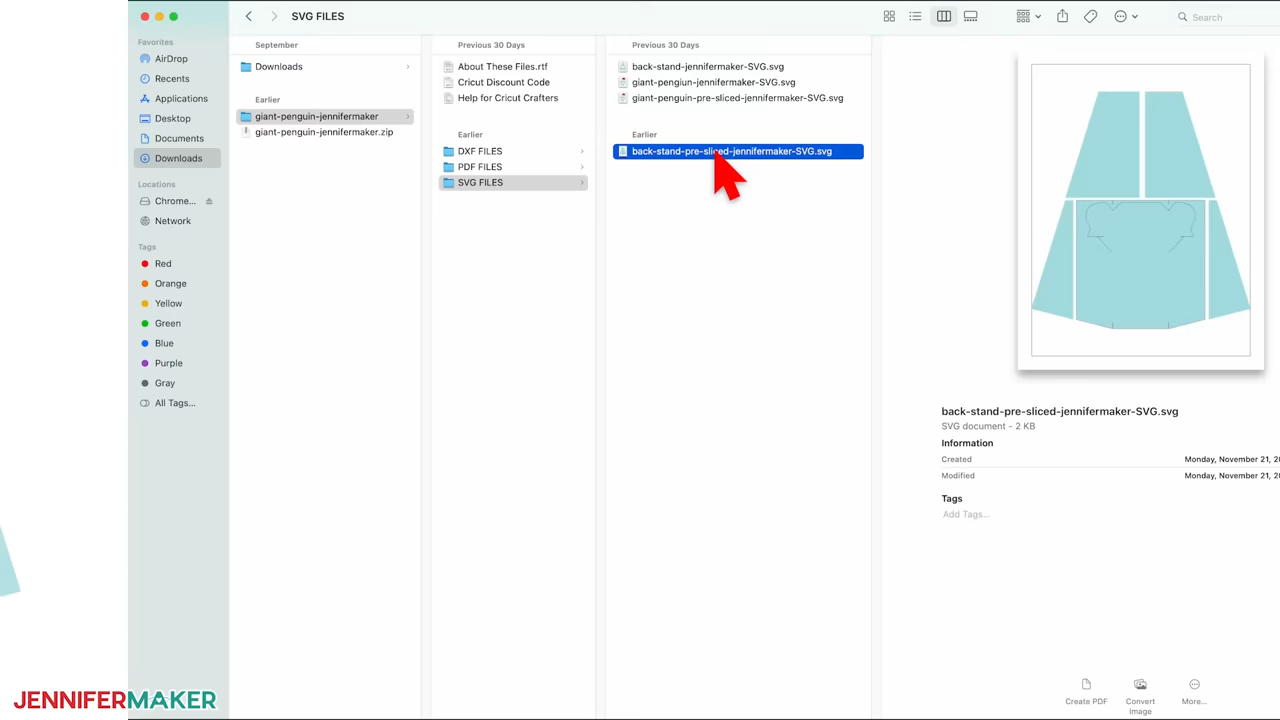 SVG FILES
Search
Favorites
AirDrop
Recents
Applications
Desktop
Documents
Downloads
Locations
Chrome...
Network
Tags
Red
Orange
Yellow
Green
Blue
Purple
Gray
All Tags...
September
Downloads
Earlier
giant-penguin-jennifermaker
giant-penguin-jennifermaker.zip
Previous 30 Days
About These Files.rtf
Cricut Discount Code
Help for Cricut Crafters
Earlier
DXF FILES
PDF FILES
SVG FILES
Previous 30 Days
back-stand-jennifermaker-SVG.svg
giant-pengiun-jennifermaker-SVG.svg
giant-penguin-pre-sliced-jennifermaker-SVG.svg
Earlier
back-stand-pre-sliced-jennifermaker-SVG.svg
back-stand-pre-sliced-jennifermaker-SVG.svg
SVG document - 2 KB
Information
Created Monday, November 21, 20
Modified Monday, November 21, 20
Tags
Add Tags...
Create PDF
Convert Image
More...
JENNIFERMAKER